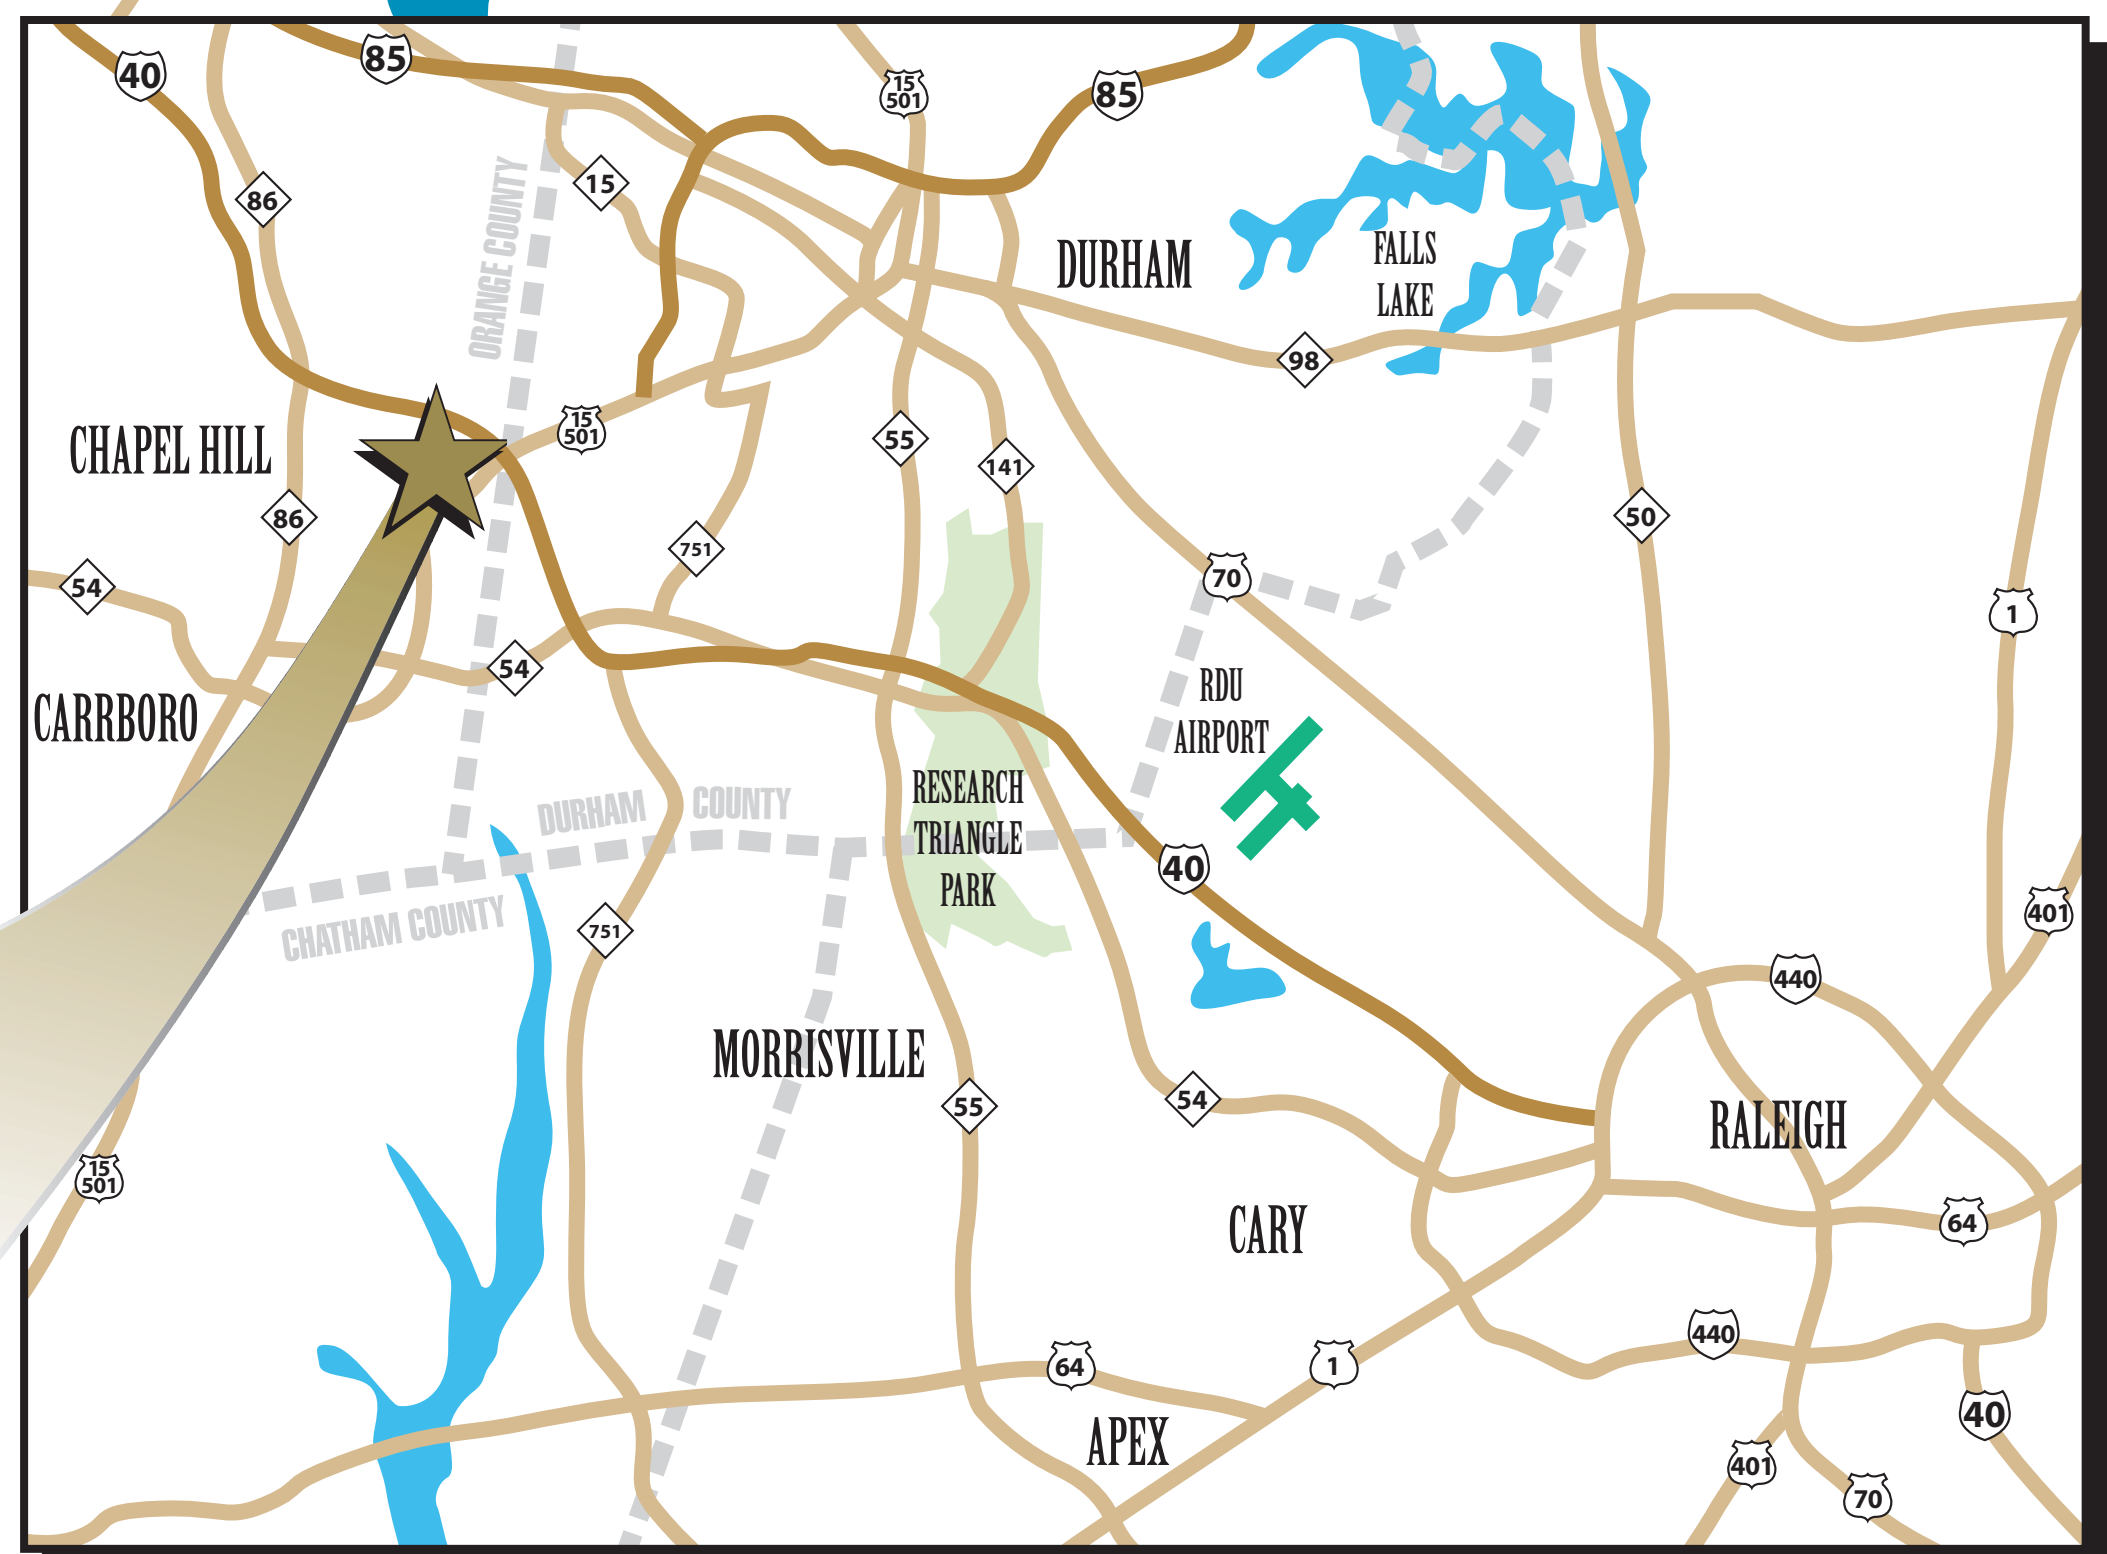 40
85
15
501
85
86
15
ORANGE COUNTY
DURHAM
FALLS
LAKE
98
CHAPEL HILL
15
501
55
141
86
751
50
54
70
1
54
CARRBORO
RDU
AIRPORT
RESEARCH
TRIANGLE
PARK
DURHAM COUNTY
40
CHATHAM COUNTY
751
401
440
MORRISVILLE
55
54
RALEIGH
15
501
CARY
64
440
64
1
APEX
40
401
70